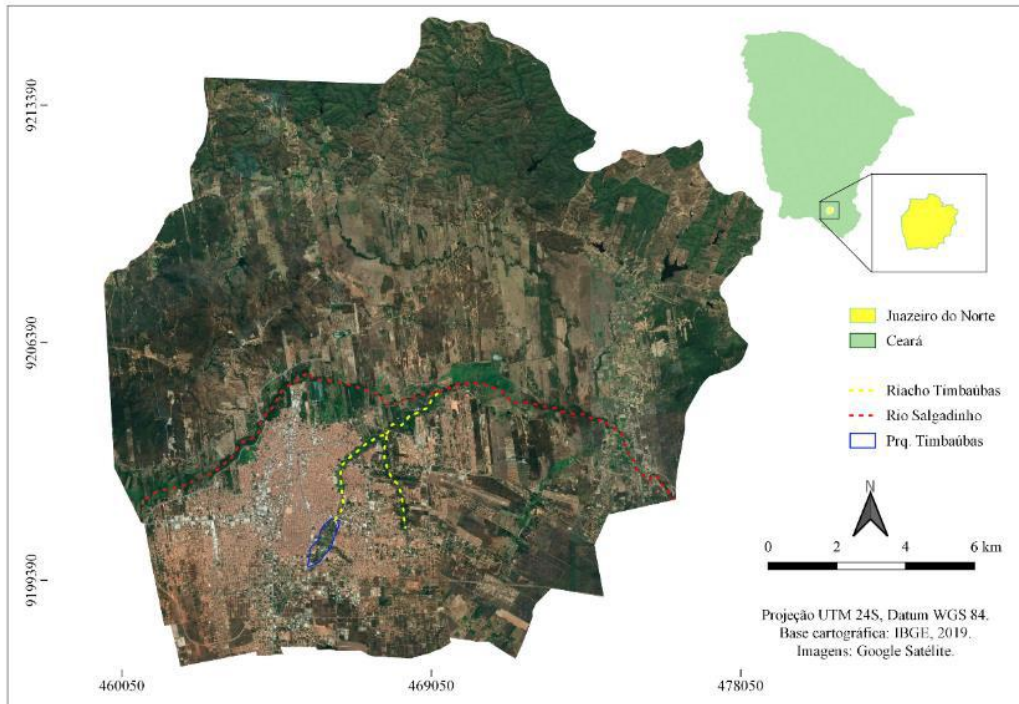 9213390
9206390
9199390
460050
469050
478050
Juazeiro do Norte
Ceará
Riacho Timbaúbas
Rio Salgadinho
Prq. Timbaúbas
N
0 2 4 6 km
Projeção UTM 24S, Datum WGS 84.
Base cartográfica: IBGE, 2019.
Imagens: Google Satélite.